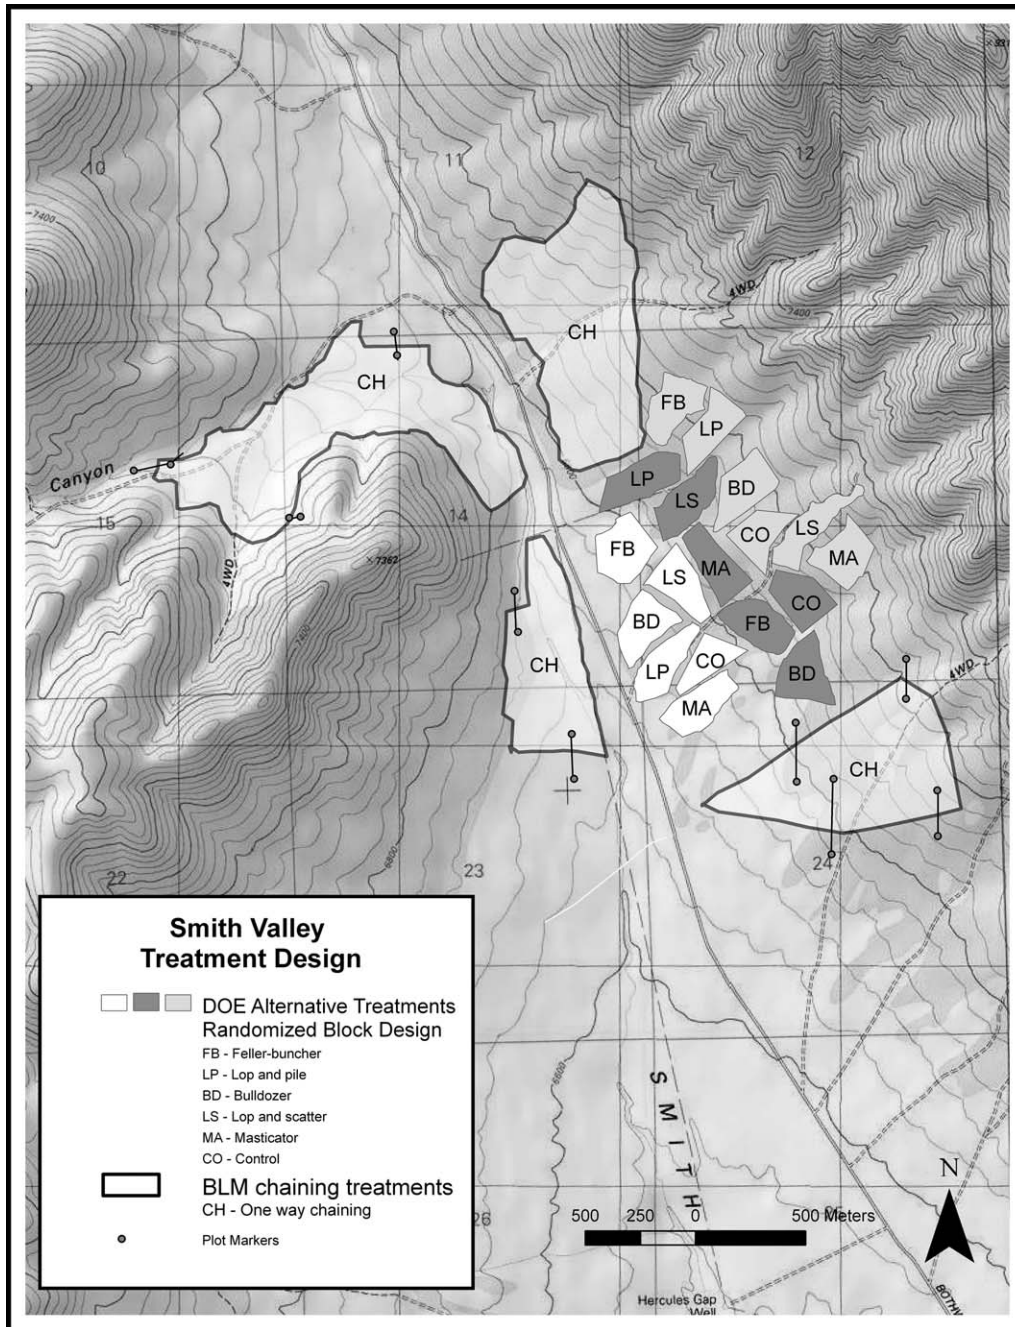 × 931
10
11
12
7400
4WD
7400
CH
CH
FB
LP
Canyon
LP
LS
BD
15
14
CO
LS
MA
×7362
FB
LS
MA
4WD
BD
CO
7400
FB
CH
LP
CO
BD
4WD
MA
CH
6800
22
23
24
Smith Valley
Treatment Design
DOE Alternative Treatments
Randomized Block Design
FB - Feller-buncher
LP - Lop and pile
BD - Bulldozer
LS - Lop and scatter
MA - Masticator
CO - Control
BLM chaining treatments
CH - One way chaining
Plot Markers
6600
SMITH
N
26
25
500 250 0 500 Meters
Hercules Gap
Well
BOTHW